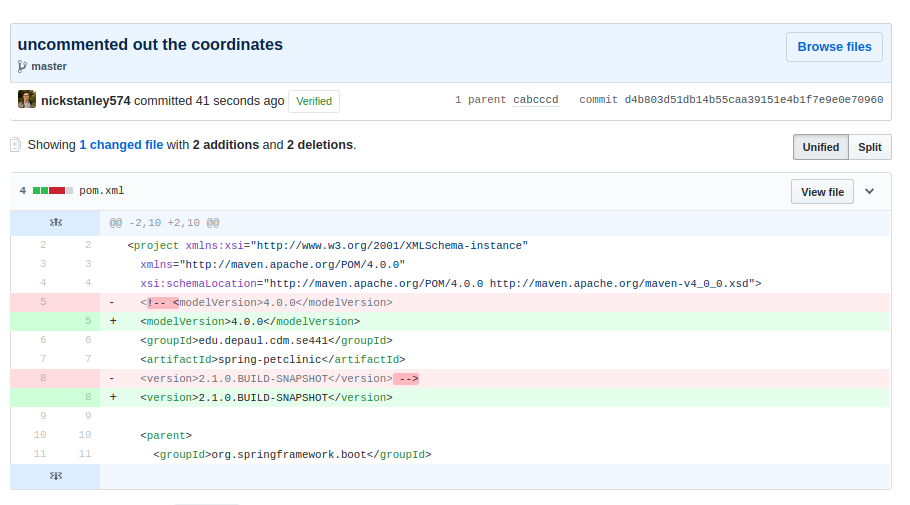 uncommented out the coordinates
Browse files
master
nickstanley574 committed 41 seconds ago Verified 1 parent cabcccd commit d4b803d51db14b55caa39151e4b1f7e9e0e70960
Showing 1 changed file with 2 additions and 2 deletions.
Unified Split
4 pom.xml View file
@@ -2,10 +2,10 @@
2 2 <project xmlns:xsi="http://www.w3.org/2001/XMLSchema-instance"
3 3 xmlns="http://maven.apache.org/POM/4.0.0"
4 4 xsi:schemaLocation="http://maven.apache.org/POM/4.0.0 http://maven.apache.org/maven-v4_0_0.xsd">
5 - <!-- <modelVersion>4.0.0</modelVersion>
5 + <modelVersion>4.0.0</modelVersion>
6 6 <groupId>edu.depaul.cdm.se441</groupId>
7 7 <artifactId>spring-petclinic</artifactId>
8 - <version>2.1.0.BUILD-SNAPSHOT</version> -->
8 + <version>2.1.0.BUILD-SNAPSHOT</version>
9 9
10 10 <parent>
11 11 <groupId>org.springframework.boot</groupId>